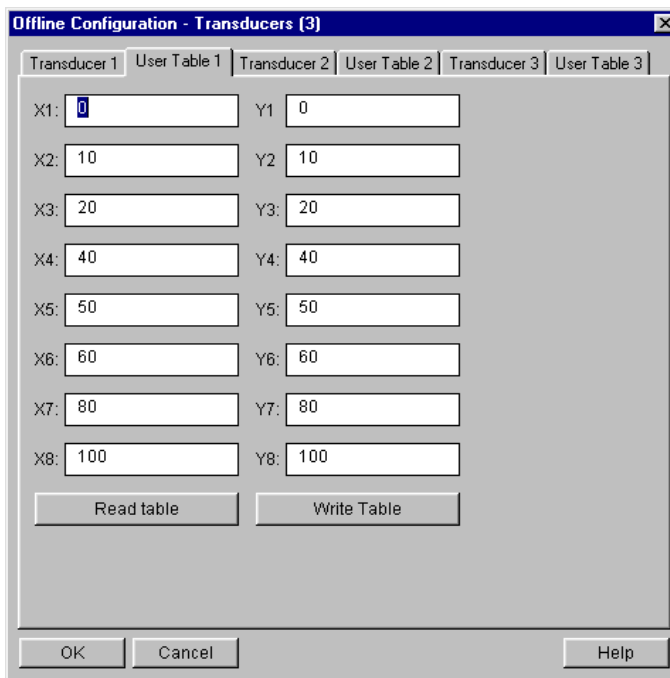 Offline Configuration - Transducers (3)
Transducer 1 User Table 1 Transducer 2 User Table 2 Transducer 3 User Table 3
X1: 0 Y1 0
X2: 10 Y2 10
X3: 20 Y3: 20
X4: 40 Y4: 40
X5: 50 Y5: 50
X6: 60 Y6: 60
X7: 80 Y7: 80
X8: 100 Y8: 100
Read table Write Table
OK Cancel Help